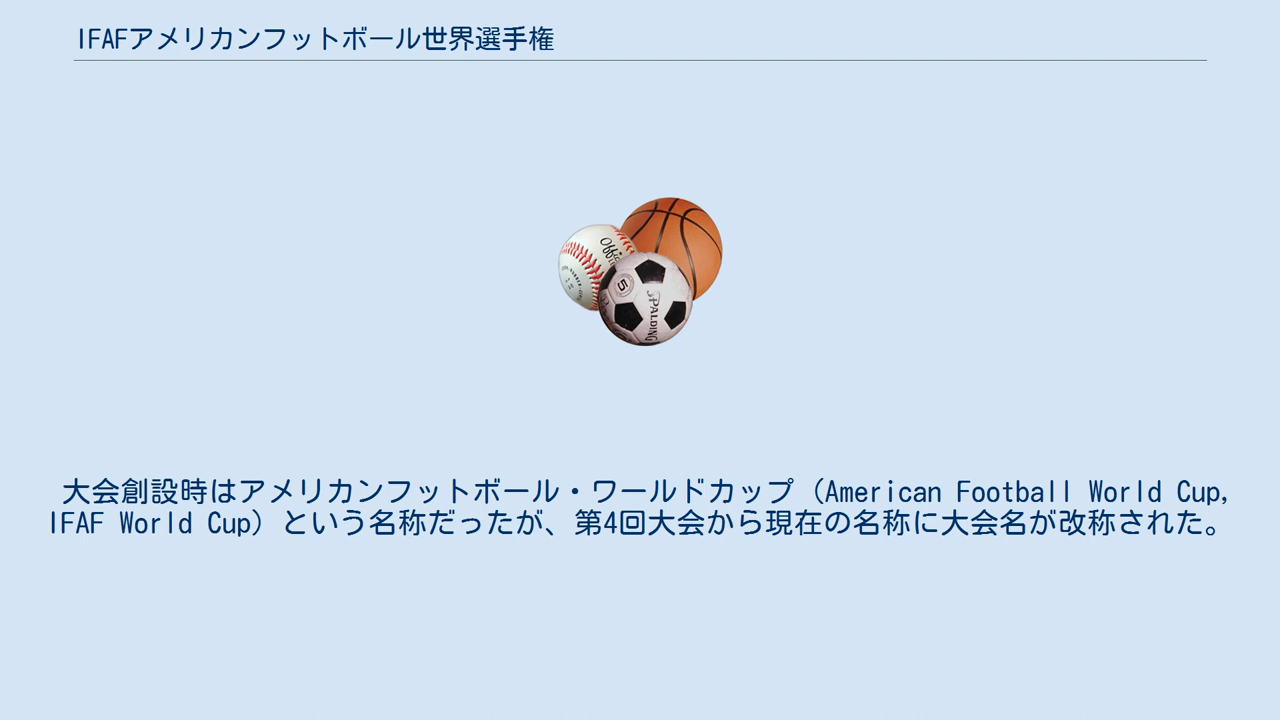 IFAFアメリカンフットボール世界選手権
Official
5
SPALDING
大会創設時はアメリカンフットボール・ワールドカップ（American Football World Cup,
IFAF World Cup）という名称だったが、第4回大会から現在の名称に大会名が改称された。